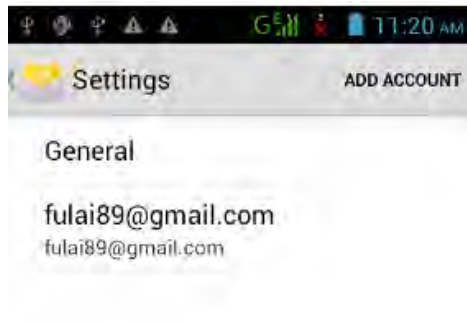 G E 11:20 AM
Settings ADD ACCOUNT
General
fulai89@gmail.com
fulai89@gmail.com